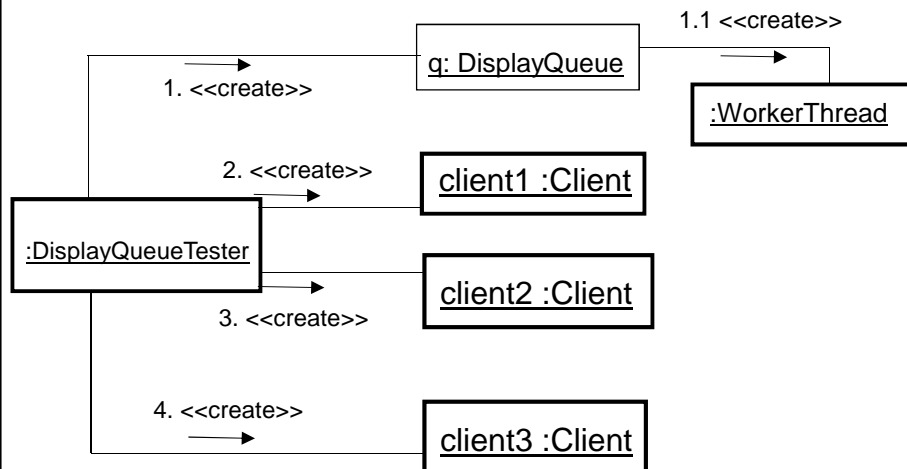 1.1 <<create>>
q: DisplayQueue
1. <<create>>
:WorkerThread
2. <<create>>
client1 :Client
:DisplayQueueTester
client2 :Client
3. <<create>>
4. <<create>>
client3 :Client